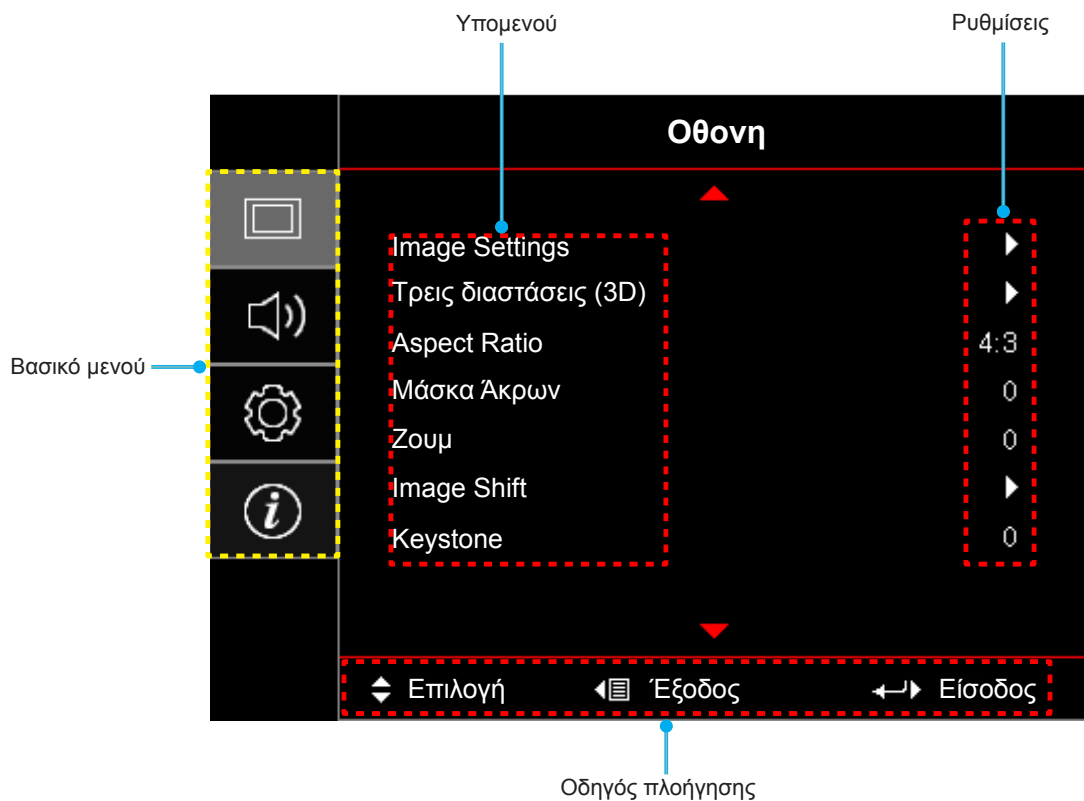 Υπομενού
Ρυθμίσεις
Οθονη
Image Settings
Τρεις διαστάσεις (3D)
Aspect Ratio 4:3
Βασικό μενού
Μάσκα Άκρων 0
Ζουμ 0
Image Shift
Keystone 0
Επιλογή Έξοδος Είσοδος
Οδηγός πλοήγησης